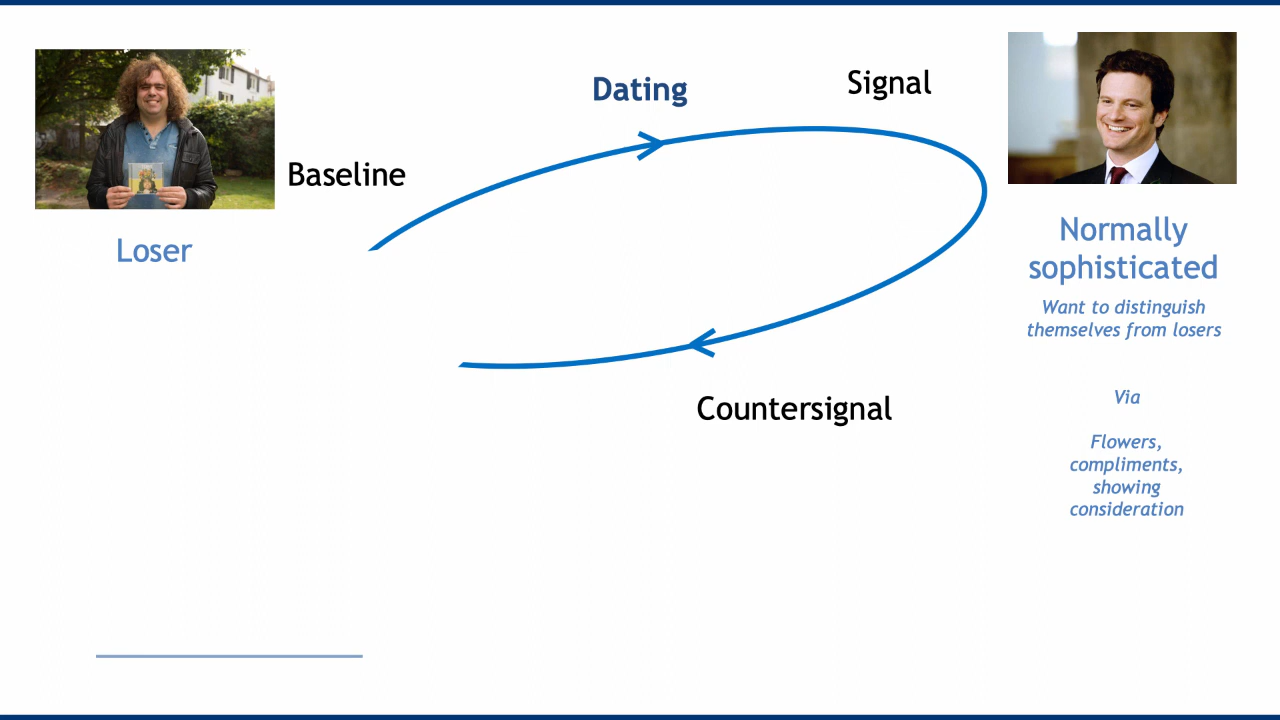 Dating
Signal
Baseline
Loser
Normally
sophisticated
Want to distinguish
themselves from losers
Via
Flowers,
compliments,
showing
consideration
Countersignal